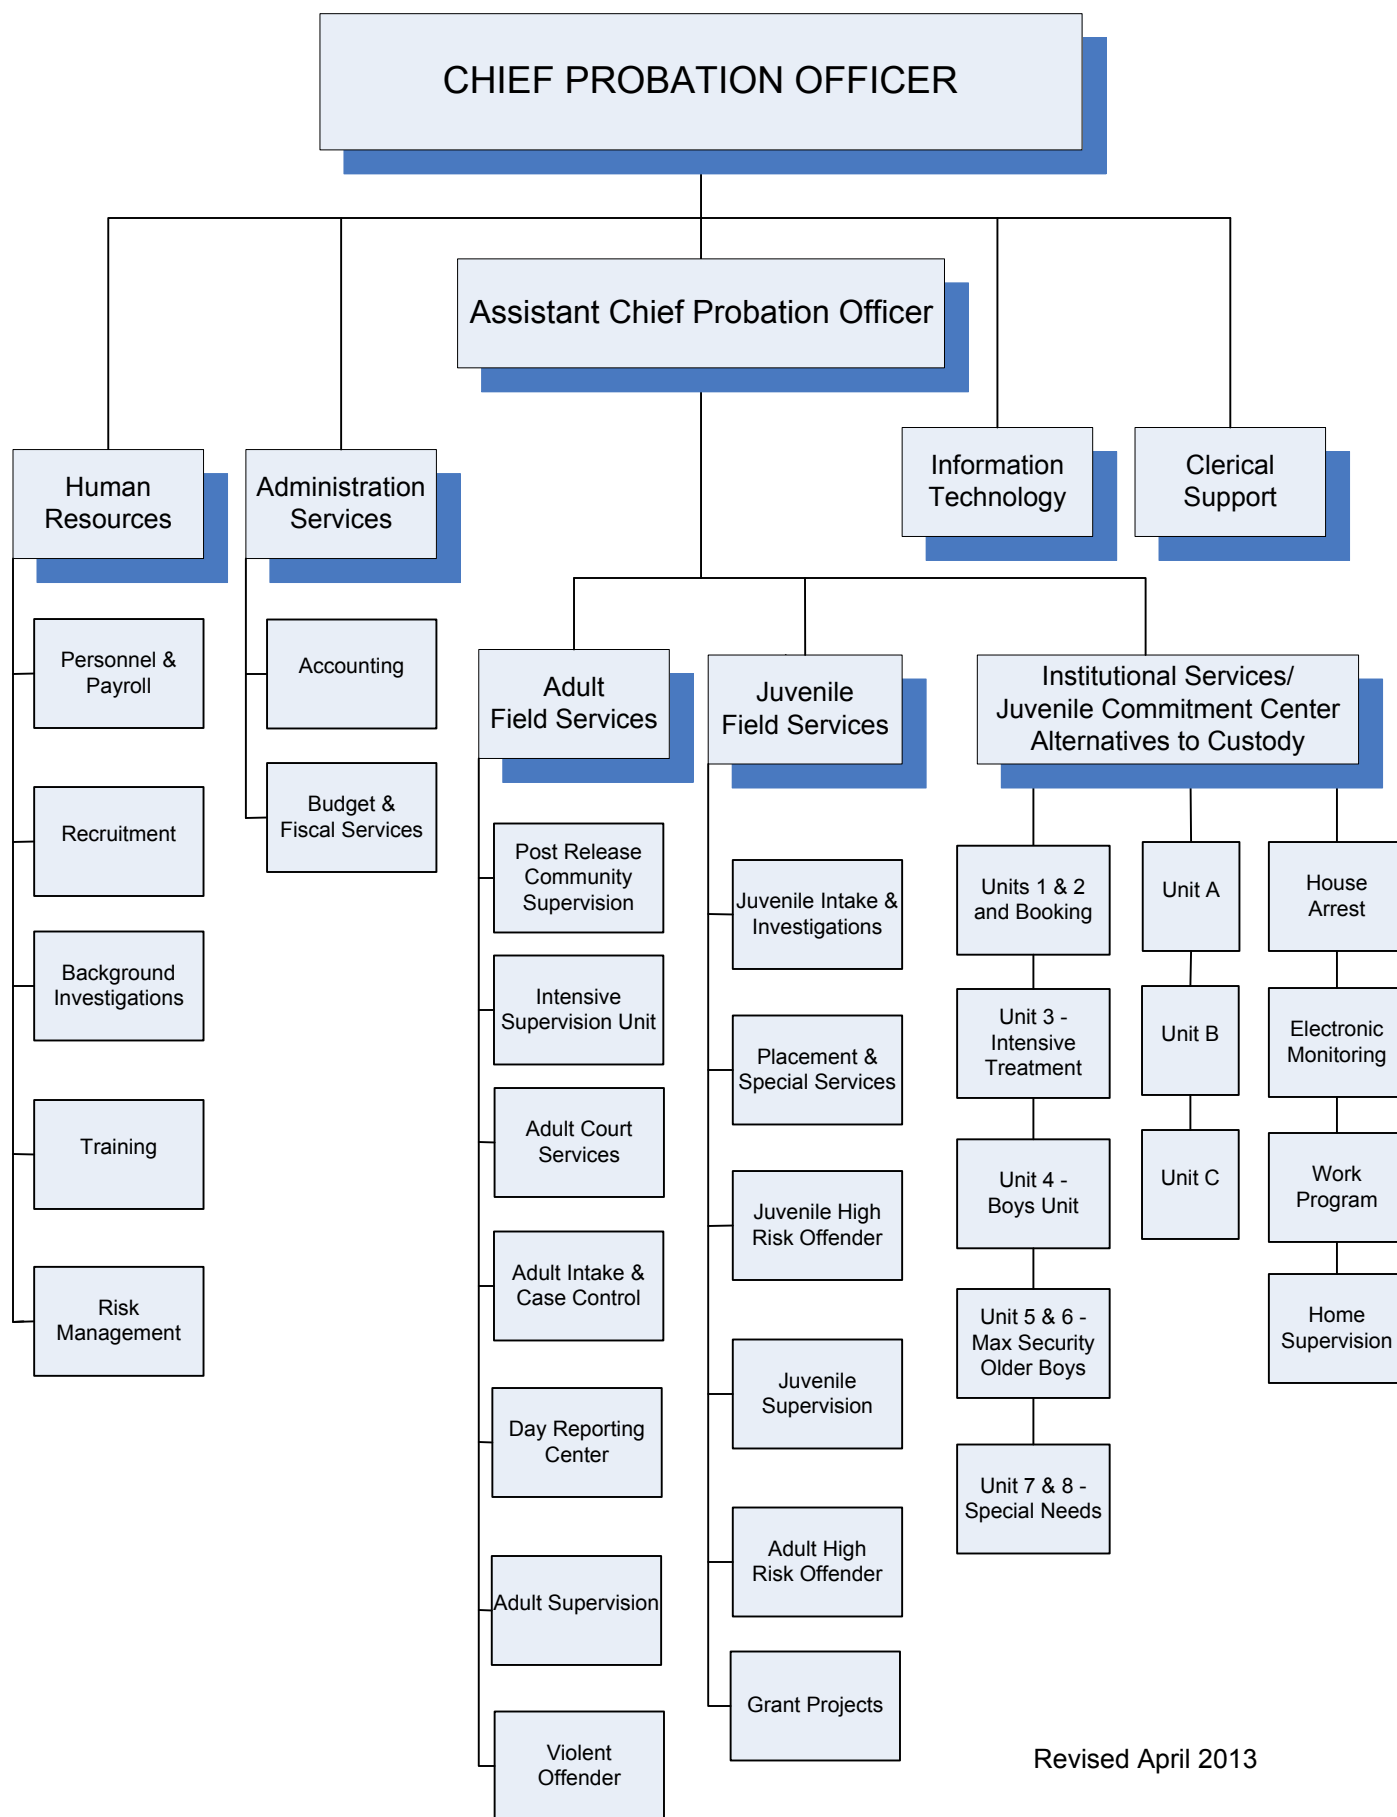 CHIEF PROBATION OFFICER
Assistant Chief Probation Officer
Human
Resources
Administration
Services
Information
Technology
Clerical
Support
Personnel &
Payroll
Recruitment
Background
Investigations
Training
Risk
Management
Accounting
Budget &
Fiscal Services
Adult
Field Services
Post Release
Community
Supervision
Intensive
Supervision Unit
Adult Court
Services
Adult Intake &
Case Control
Day Reporting
Center
Adult Supervision
Violent
Offender
Juvenile
Field Services
Juvenile Intake &
Investigations
Placement &
Special Services
Juvenile High
Risk Offender
Juvenile
Supervision
Adult High
Risk Offender
Grant Projects
Institutional Services/
Juvenile Commitment Center
Alternatives to Custody
Units 1 & 2
and Booking
Unit 3 -
Intensive
Treatment
Unit 4 -
Boys Unit
Unit 5 & 6 -
Max Security
Older Boys
Unit 7 & 8 -
Special Needs
Unit A
Unit B
Unit C
House
Arrest
Electronic
Monitoring
Work
Program
Home
Supervision
Revised April 2013